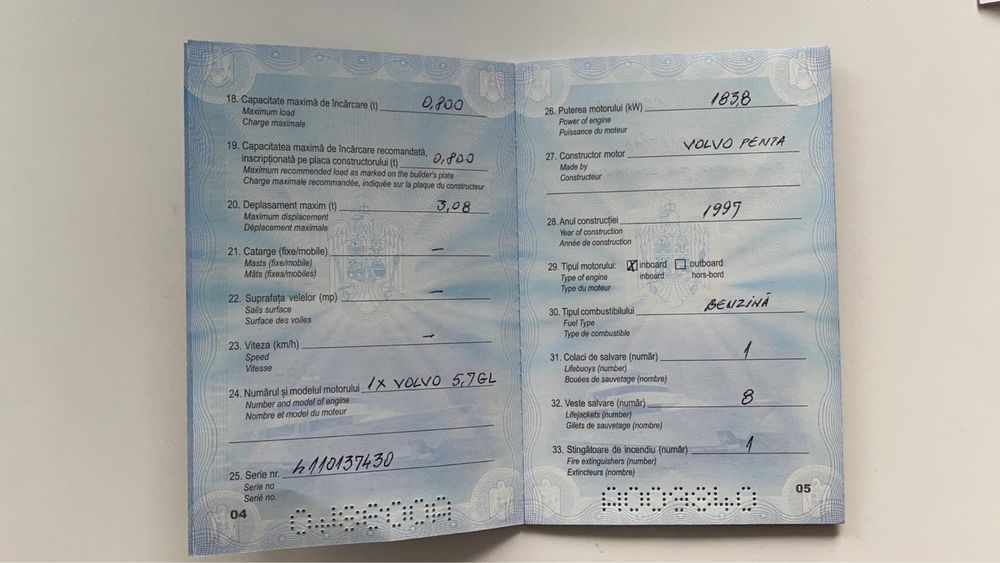 18. Capacitate maximă de încărcare (t) 0,800
Maximum load
Charge maximale
19. Capacitatea maximă de încărcare recomandată,
inscripționată pe placa constructorului (t) 0,800
Maximum recommended load as marked on the builder's plate
Charge maximale recommandée, indiquée sur la plaque du constructeur
20. Deplasament maxim (t) 3,08
Maximum displacement
Déplacement maximale
21. Catarge (fixe/mobile) —
Masts (fixe/mobile)
Mâts (fixes/mobiles)
22. Suprafața velelor (mp) —
Sails surface
Surface des voiles
23. Viteza (km/h) —
Speed
Vitesse
24. Numărul și modelul motorului 1X VOLVO 5,7GL
Number and model of engine
Nombre et model du moteur
25. Serie nr. 4110137430
Serie no
Serié no.
04
26. Puterea motorului (kW) 183,8
Power of engine
Puissance du moteur
27. Constructor motor VOLVO PENTA
Made by
Constructeur
28. Anul construcției 1997
Year of construction
Année de construction
29. Tipul motorului: X inboard outboard
Type of engine inboard hors-bord
Type du moteur
30. Tipul combustibilului BENZINĂ
Fuel Type
Type de combustible
31. Colaci de salvare (număr) 1
Lifebuoys (number)
Bouées de sauvetage (nombre)
32. Veste salvare (număr) 8
Lifejackets (number)
Gilets de sauvetage (nombre)
33. Stingătoare de incendiu (număr) 1
Fire extinguishers (number)
Extincteurs (nombre)
05